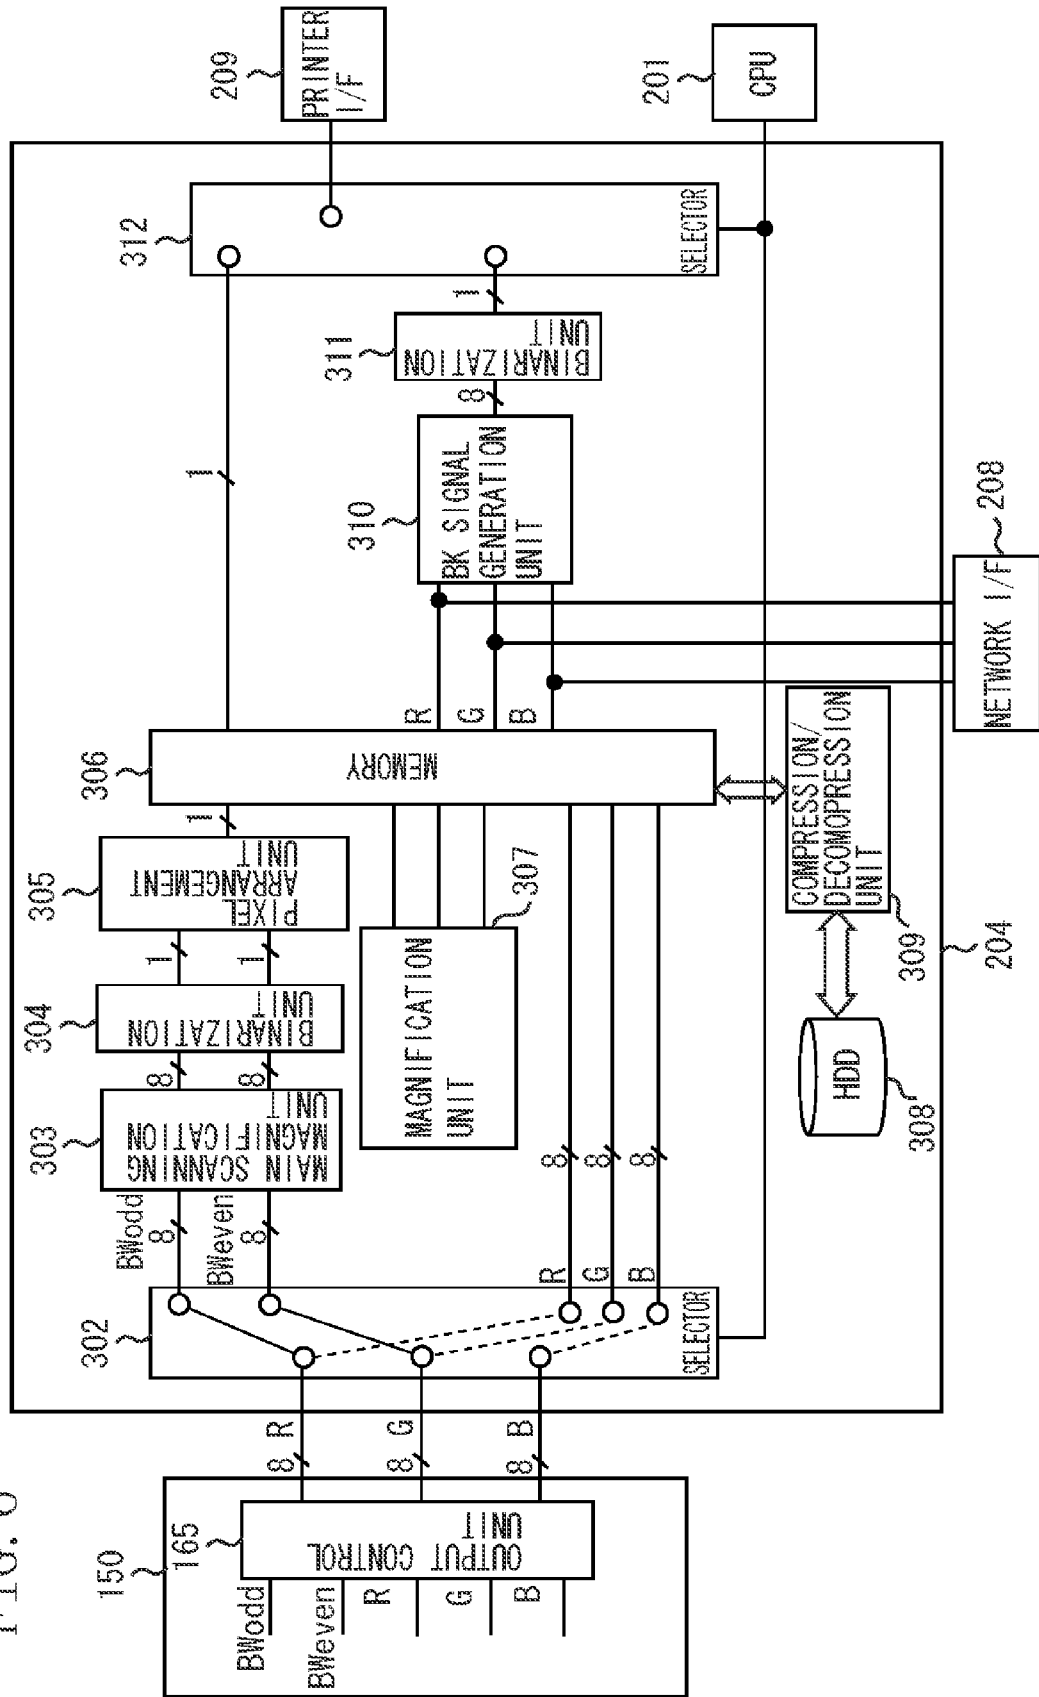 FIG. 6
150
165
OUTPUT CONTROL
UNIT
BWodd
BWeven
R
G
B
8
R
8
G
8
B
302
SELECTOR
BWodd
8
BWeven
8
R
G
B
303
MAIN SCANNING
MAGNIFICATION
UNIT
8
8
304
BINARIZATION
UNIT
1
1
305
PIXEL
ARRANGEMENT
UNIT
1
MAGNIFICATION
UNIT
307
8
8
8
306
MEMORY
HDD
308
COMPRESSION/
DECOMOPRESSION
UNIT
309
204
R
G
B
1
310
BK SIGNAL
GENERATION
UNIT
8
311
BINARIZATION
UNIT
1
312
SELECTOR
209
PRINTER
I/F
201
CPU
NETWORK I/F
208